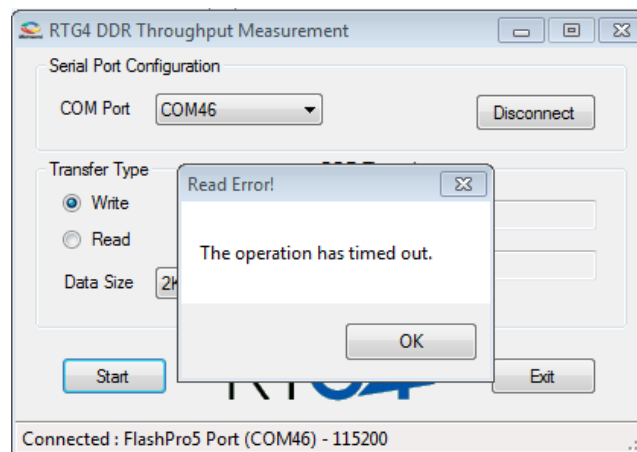 RTG4 DDR Throughput Measurement
Serial Port Configuration
COM Port COM46 Disconnect
Transfer Type
Read Error!
Write
The operation has timed out.
Read
Data Size
OK
Start Exit
Connected : FlashPro5 Port (COM46) - 115200